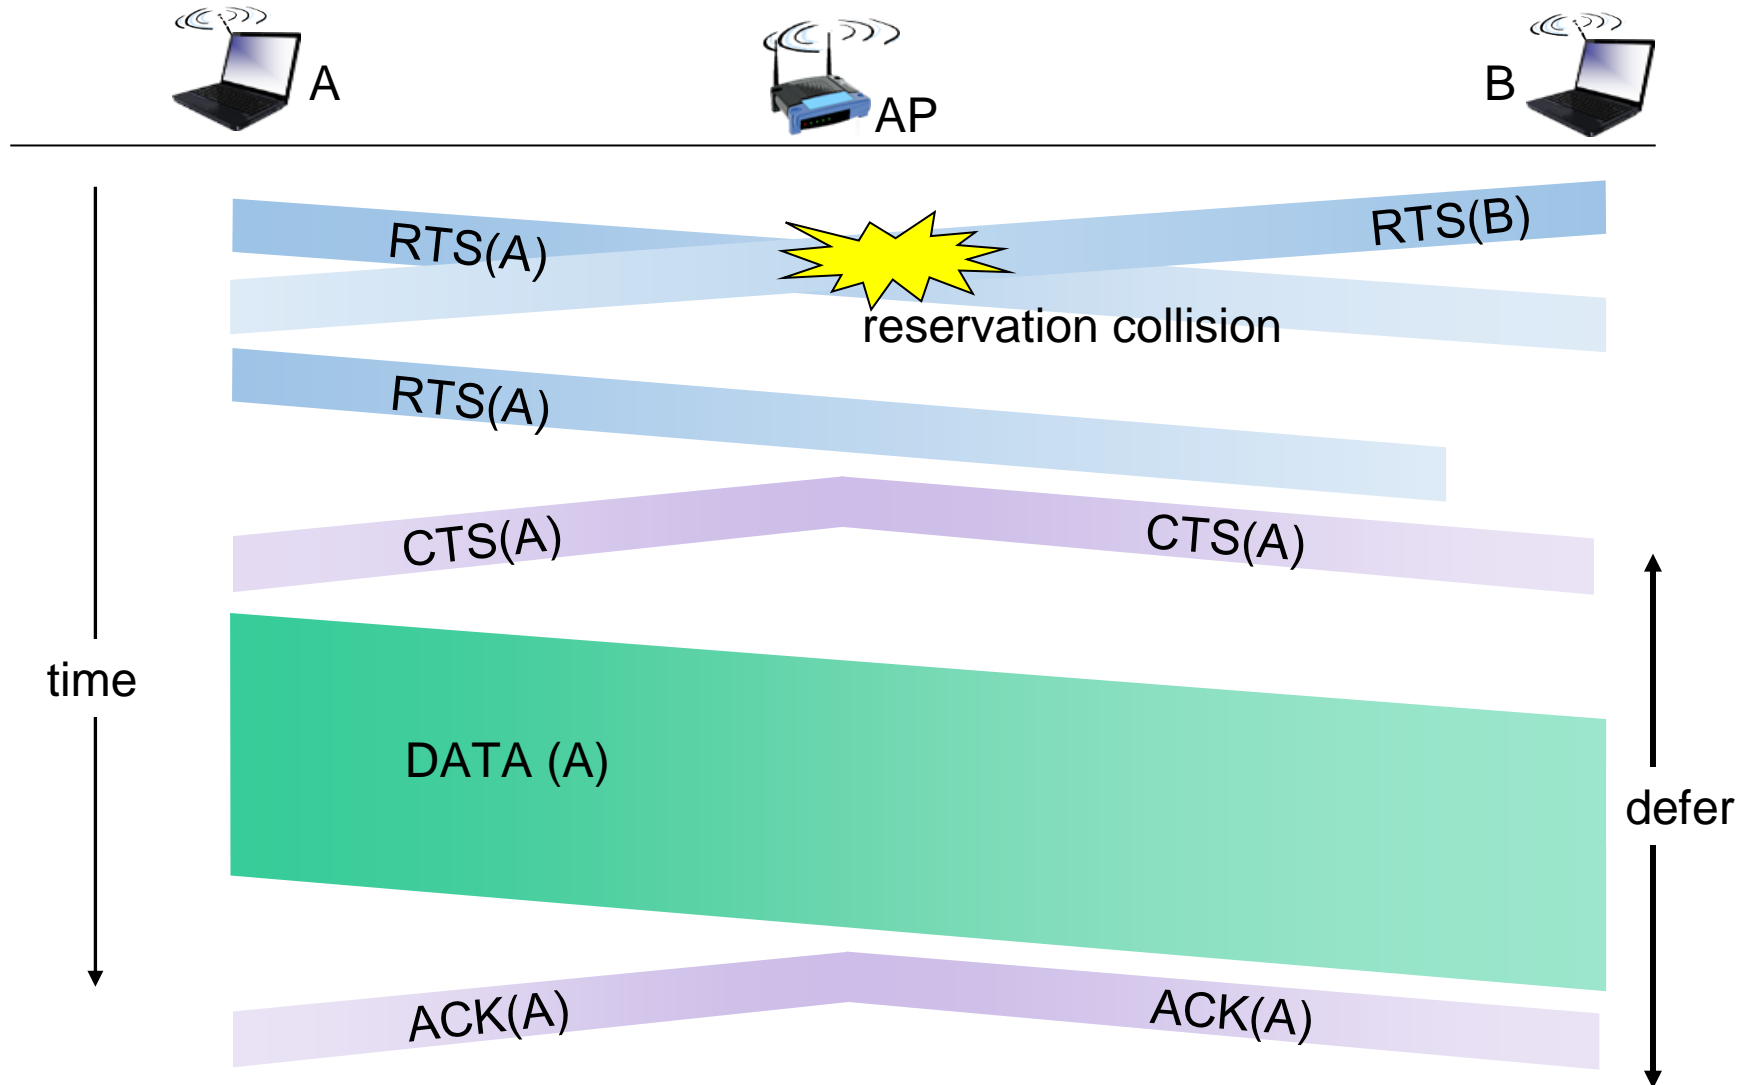 A
AP
B
RTS(A)
RTS(B)
reservation collision
RTS(A)
CTS(A)
CTS(A)
time
DATA (A)
defer
ACK(A)
ACK(A)